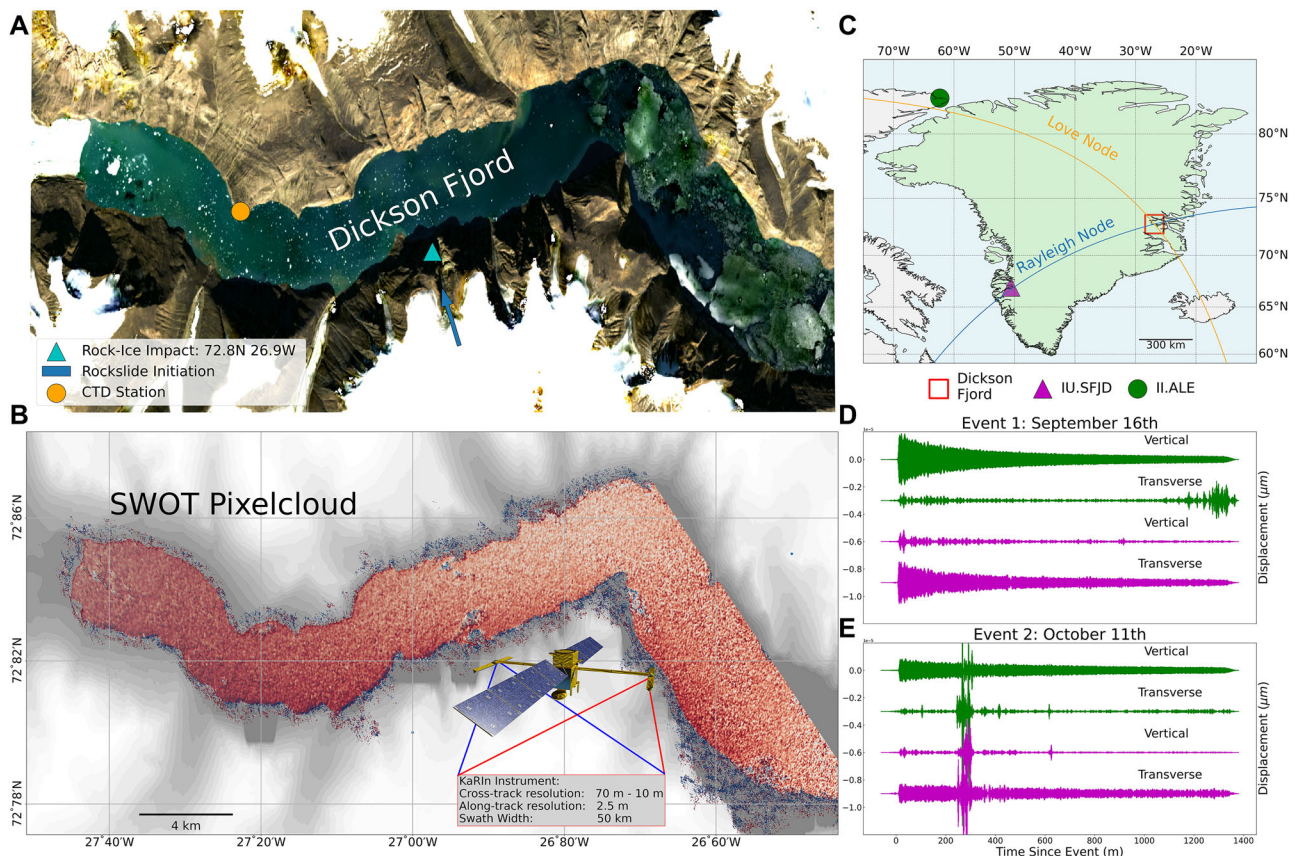 A
Dickson Fjord
Rock-Ice Impact: 72.8N 26.9W
Rockslide Initiation
CTD Station
B
SWOT Pixelcloud
72°86'N
72°82'N
72°78'N
KaRIn Instrument:
Cross-track resolution: 70 m - 10 m
Along-track resolution: 2.5 m
Swath Width: 50 km
4 km
27°40'W
27°20'W
27°00'W
26°80'W
26°60'W
C
70°W 60°W 50°W 40°W 30°W 20°W
80°N
75°N
70°N
65°N
60°N
Love Node
Rayleigh Node
300 km
Dickson
Fjord
IU.SFJD
II.ALE
D
Event 1: September 16th
1e-5
Vertical
Transverse
Vertical
Transverse
0.0
−0.2
−0.4
−0.6
−0.8
−1.0
Displacement (μm)
E
Event 2: October 11th
1e-5
Vertical
Transverse
Vertical
Transverse
0.0
−0.2
−0.4
−0.6
−0.8
−1.0
Displacement (μm)
0 200 400 600 800 1000 1200 1400
Time Since Event (m)